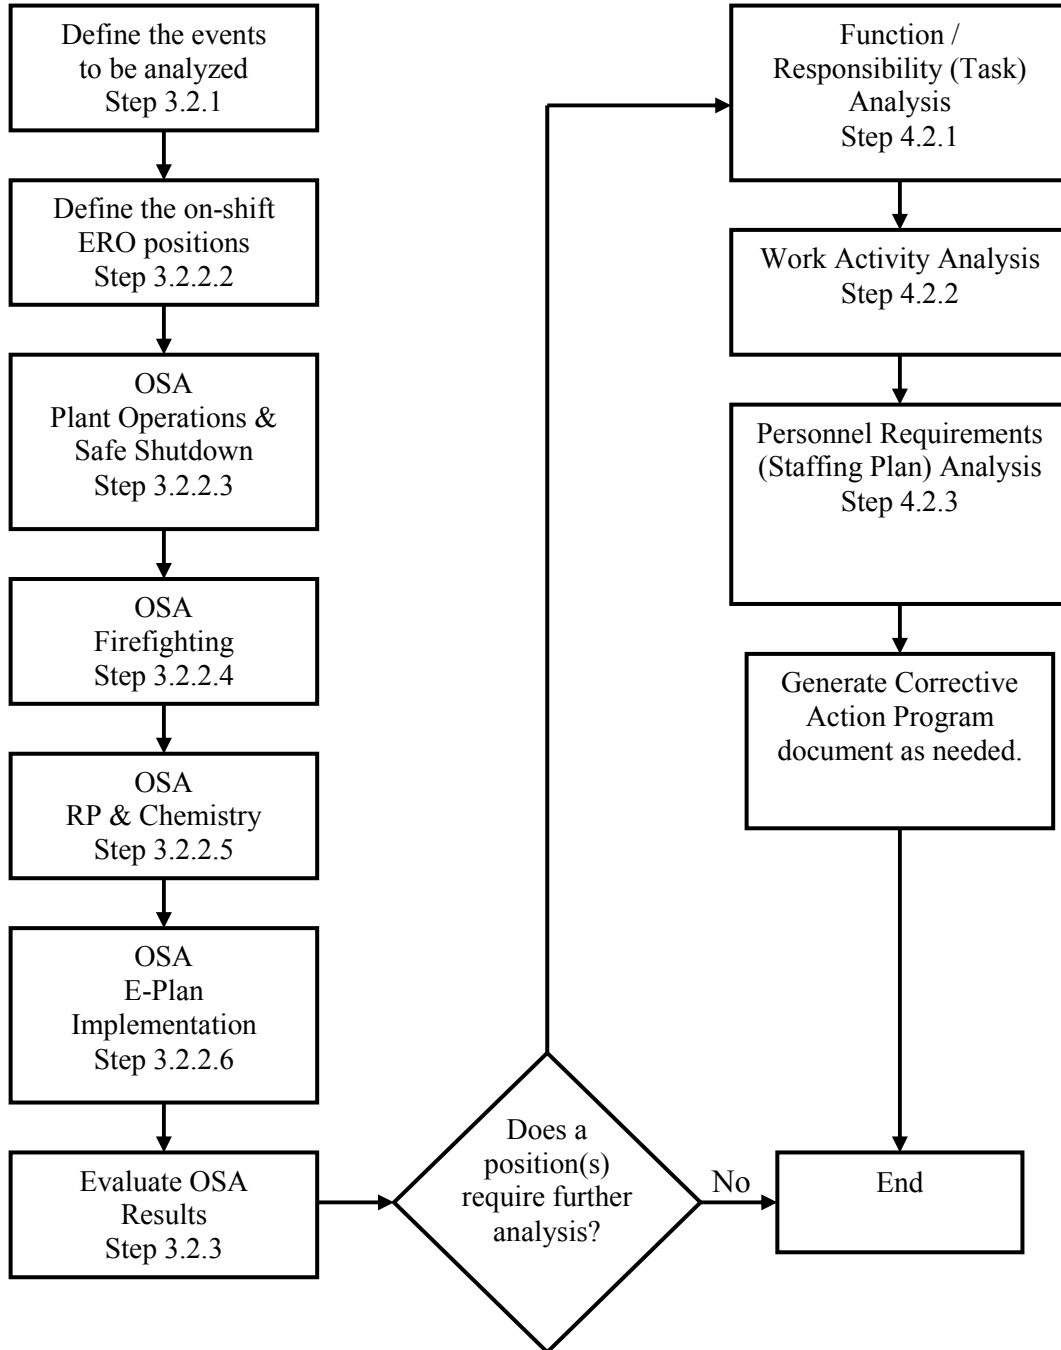 Define the events
to be analyzed
Step 3.2.1
Define the on-shift
ERO positions
Step 3.2.2.2
OSA
Plant Operations &
Safe Shutdown
Step 3.2.2.3
OSA
Firefighting
Step 3.2.2.4
OSA
RP & Chemistry
Step 3.2.2.5
OSA
E-Plan
Implementation
Step 3.2.2.6
Evaluate OSA
Results
Step 3.2.3
Does a
position(s)
require further
analysis?
No
Function /
Responsibility (Task)
Analysis
Step 4.2.1
Work Activity Analysis
Step 4.2.2
Personnel Requirements
(Staffing Plan) Analysis
Step 4.2.3
Generate Corrective
Action Program
document as needed.
End